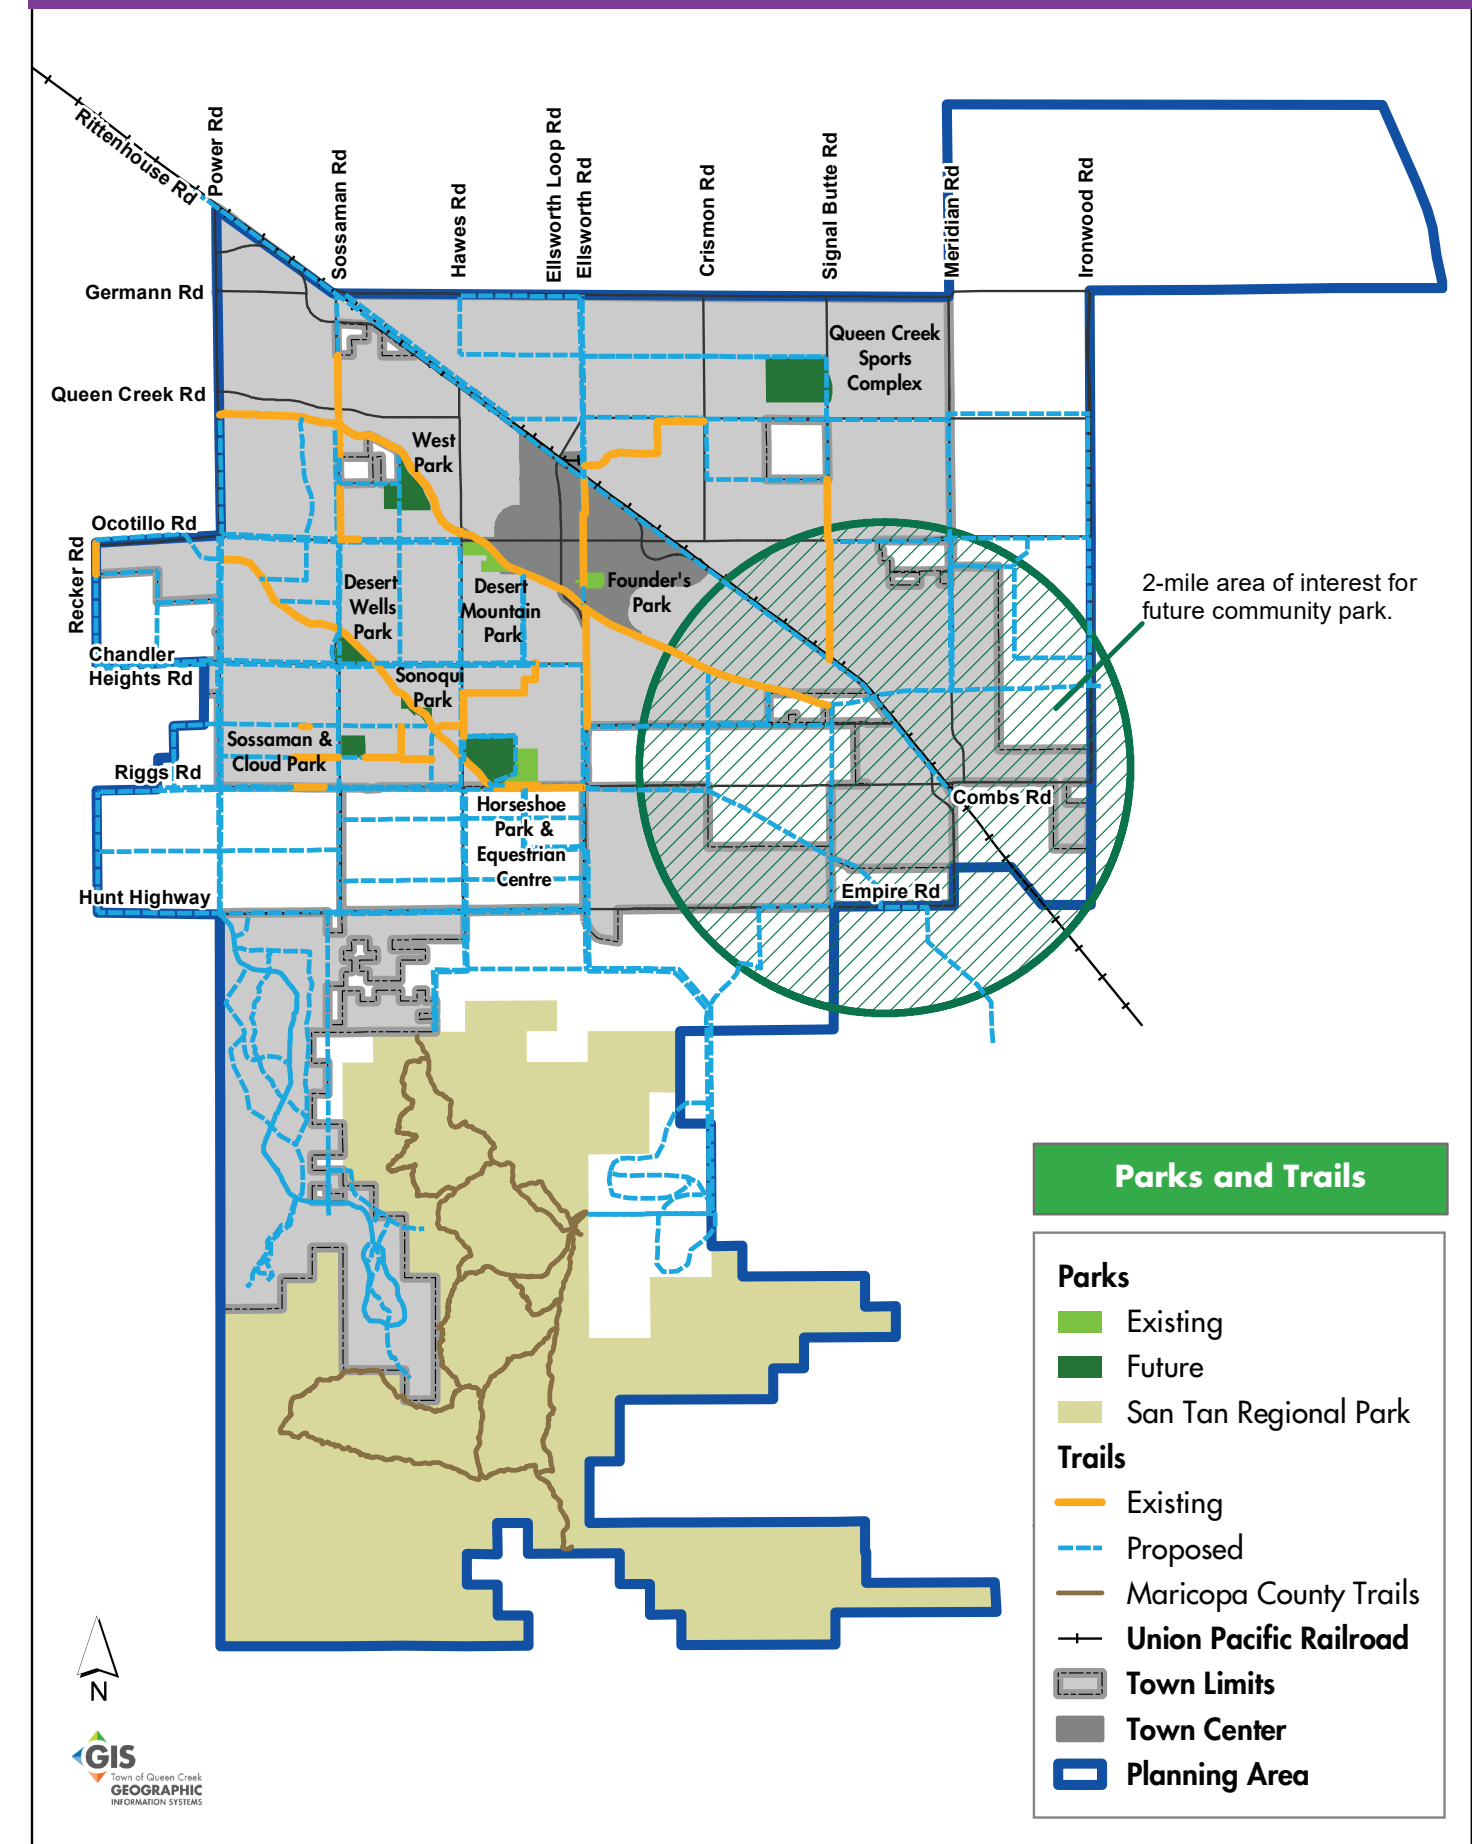 Rittenhouse Rd
Power Rd
Sossaman Rd
Hawes Rd
Ellsworth Loop Rd
Ellsworth Rd
Crismon Rd
Signal Butte Rd
Meridian Rd
Ironwood Rd
Germann Rd
Queen Creek
Sports
Complex
Queen Creek Rd
West
Park
Ocotillo Rd
Recker Rd
Desert
Wells
Park
Desert
Mountain
Park
Founder's
Park
2-mile area of interest for
future community park.
Chandler
Heights Rd
Sonoqui
Park
Sossaman &
Cloud Park
Riggs Rd
Combs Rd
Horseshoe
Park &
Equestrian
Centre
Empire Rd
Hunt Highway
Parks and Trails
Parks
Existing
Future
San Tan Regional Park
Trails
Existing
Proposed
Maricopa County Trails
Union Pacific Railroad
Town Limits
Town Center
Planning Area
N
GIS
Town of Queen Creek
GEOGRAPHIC
INFORMATION SYSTEMS